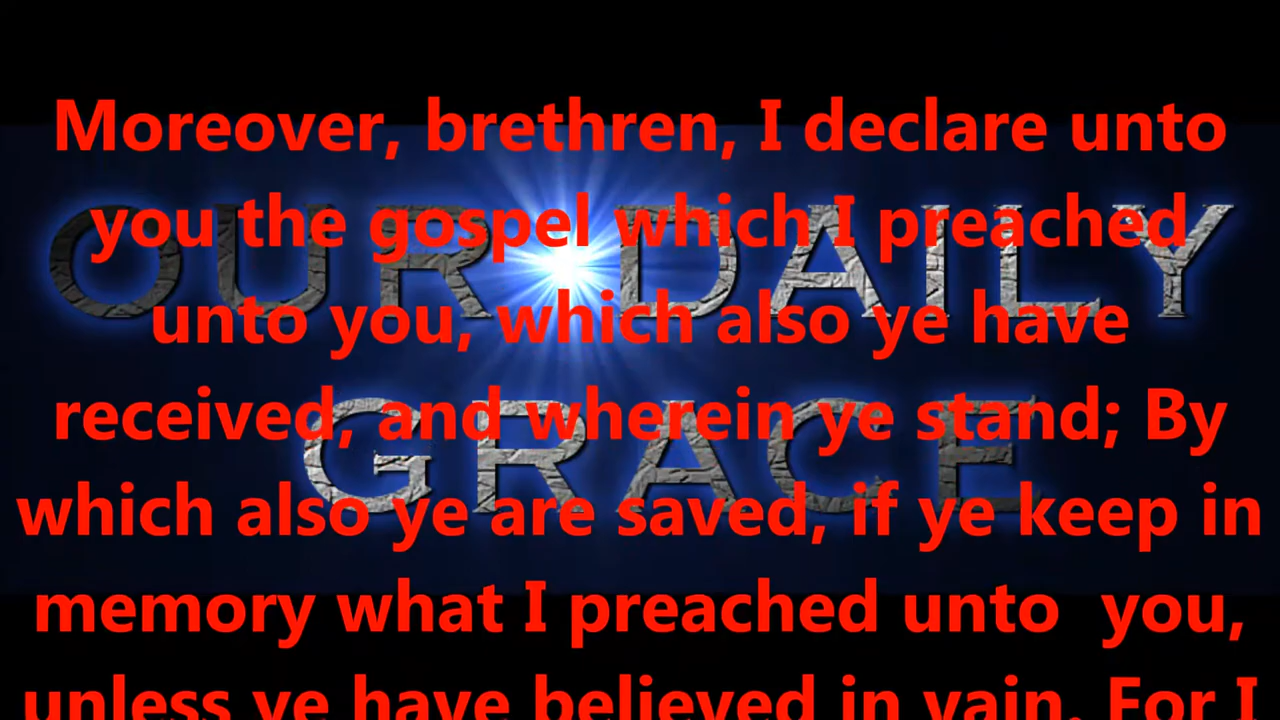 Moreover, brethren, I declare unto
you the gospel which I preached
unto you, which also ye have
received, and wherein ye stand; By
which also ye are saved, if ye keep in
memory what I preached unto  you,
unless ye have believed in vain. For I
OUR DAILY
GRACE